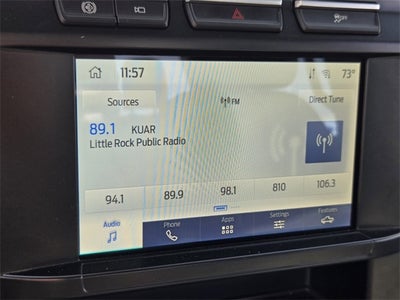 11:57
73°
Sources
FM
Direct Tune
89.1 KUAR
Little Rock Public Radio
94.1 89.9 98.1 810 106.3
Audio Phone Apps Settings Features